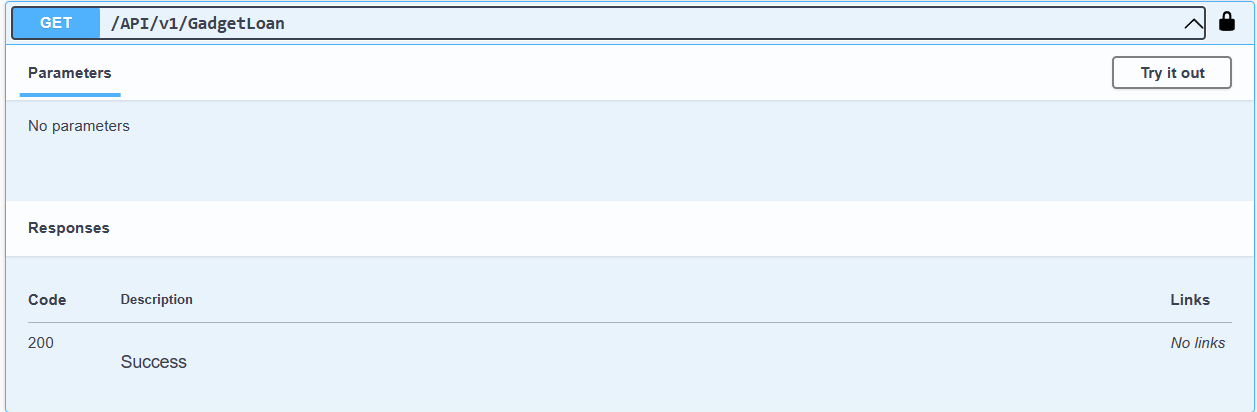 GET /API/v1/GadgetLoan
Parameters Try it out
No parameters
Responses
Code Description Links
200 Success No links